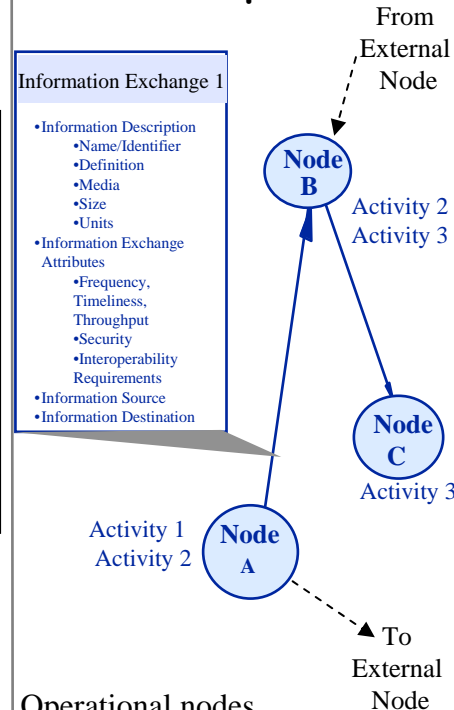 From
External
Node
Information Exchange 1
•Information Description
•Name/Identifier
•Definition
•Media
•Size
•Units
•Information Exchange
Attributes
•Frequency,
Timeliness,
Throughput
•Security
•Interoperability
Requirements
•Information Source
•Information Destination
Node
B
Activity 2
Activity 3
Node
C
Activity 3
Activity 1
Activity 2
Node
A
To
External
Node
Operational nodes